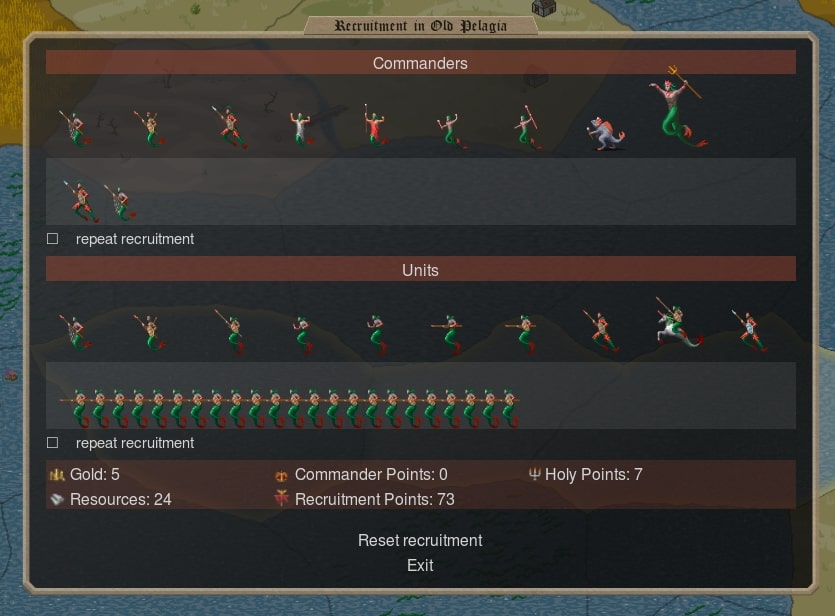 Recruitment in Old Pelagia
Commanders
repeat recruitment
Units
repeat recruitment
Gold: 5 Commander Points: 0 Holy Points: 7
Resources: 24 Recruitment Points: 73
Reset recruitment
Exit